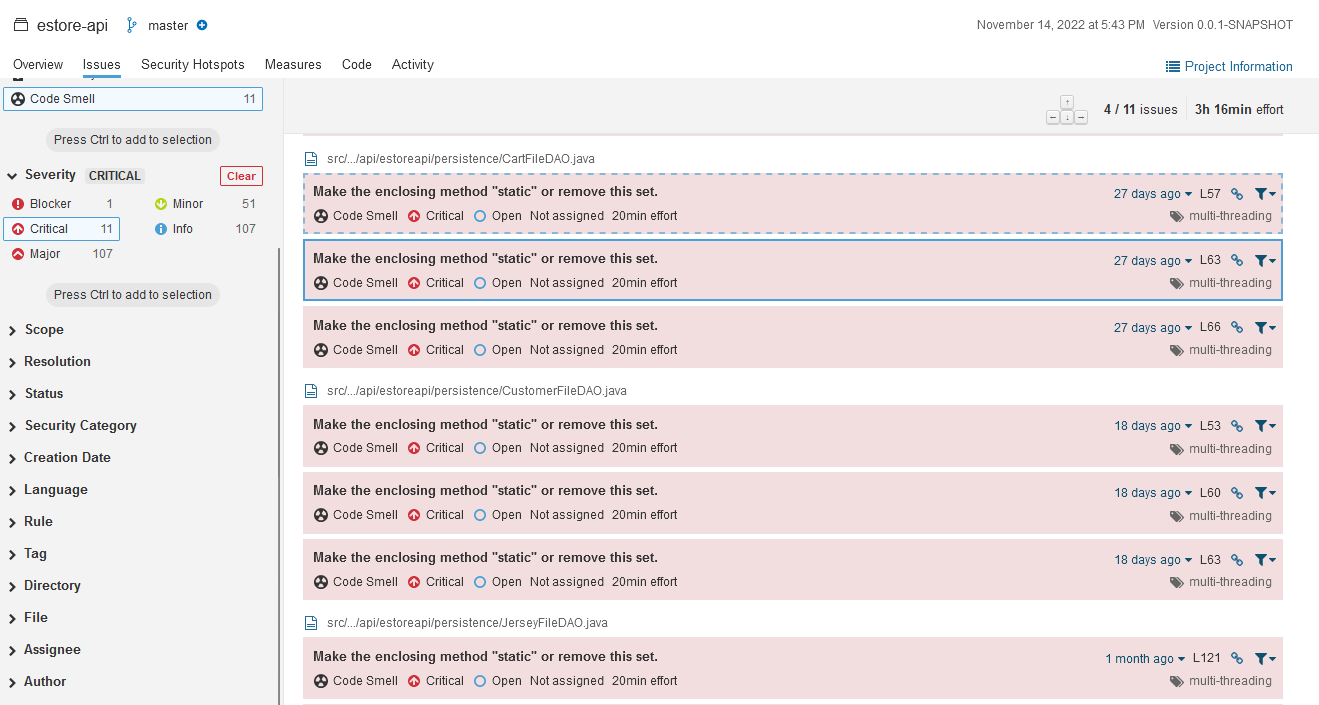 estore-api master November 14, 2022 at 5:43 PM Version 0.0.1-SNAPSHOT
Overview Issues Security Hotspots Measures Code Activity Project Information
Code Smell 11
4 / 11 issues 3h 16min effort
Press Ctrl to add to selection
Severity CRITICAL Clear
Blocker 1 Minor 51
Critical 11 Info 107
Major 107
Press Ctrl to add to selection
Scope
Resolution
Status
Security Category
Creation Date
Language
Rule
Tag
Directory
File
Assignee
Author
src/.../api/estoreapi/persistence/CartFileDAO.java
Make the enclosing method "static" or remove this set. 27 days ago L57
Code Smell Critical Open Not assigned 20min effort multi-threading
Make the enclosing method "static" or remove this set. 27 days ago L63
Code Smell Critical Open Not assigned 20min effort multi-threading
Make the enclosing method "static" or remove this set. 27 days ago L66
Code Smell Critical Open Not assigned 20min effort multi-threading
src/.../api/estoreapi/persistence/CustomerFileDAO.java
Make the enclosing method "static" or remove this set. 18 days ago L53
Code Smell Critical Open Not assigned 20min effort multi-threading
Make the enclosing method "static" or remove this set. 18 days ago L60
Code Smell Critical Open Not assigned 20min effort multi-threading
Make the enclosing method "static" or remove this set. 18 days ago L63
Code Smell Critical Open Not assigned 20min effort multi-threading
src/.../api/estoreapi/persistence/JerseyFileDAO.java
Make the enclosing method "static" or remove this set. 1 month ago L121
Code Smell Critical Open Not assigned 20min effort multi-threading